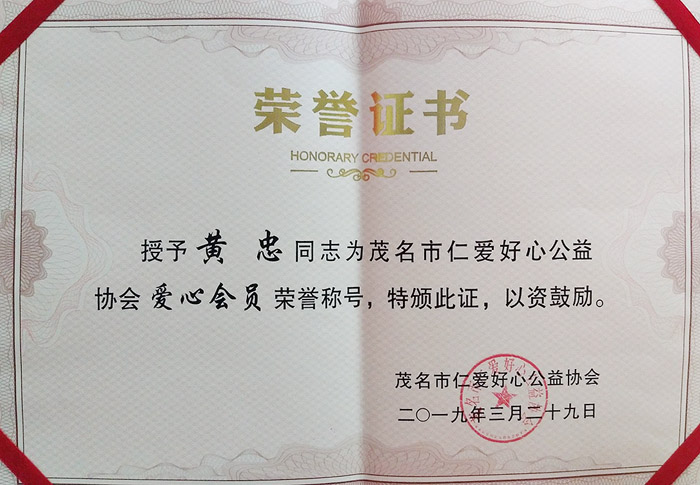 荣誉证书
HONORARY CREDENTIAL
授予 黄 忠 同志为茂名市仁爱好心公益
协会 爱心会员 荣誉称号，特颁此证，以资鼓励。
茂名市仁爱好心公益协会
二〇一九年三月二十九日